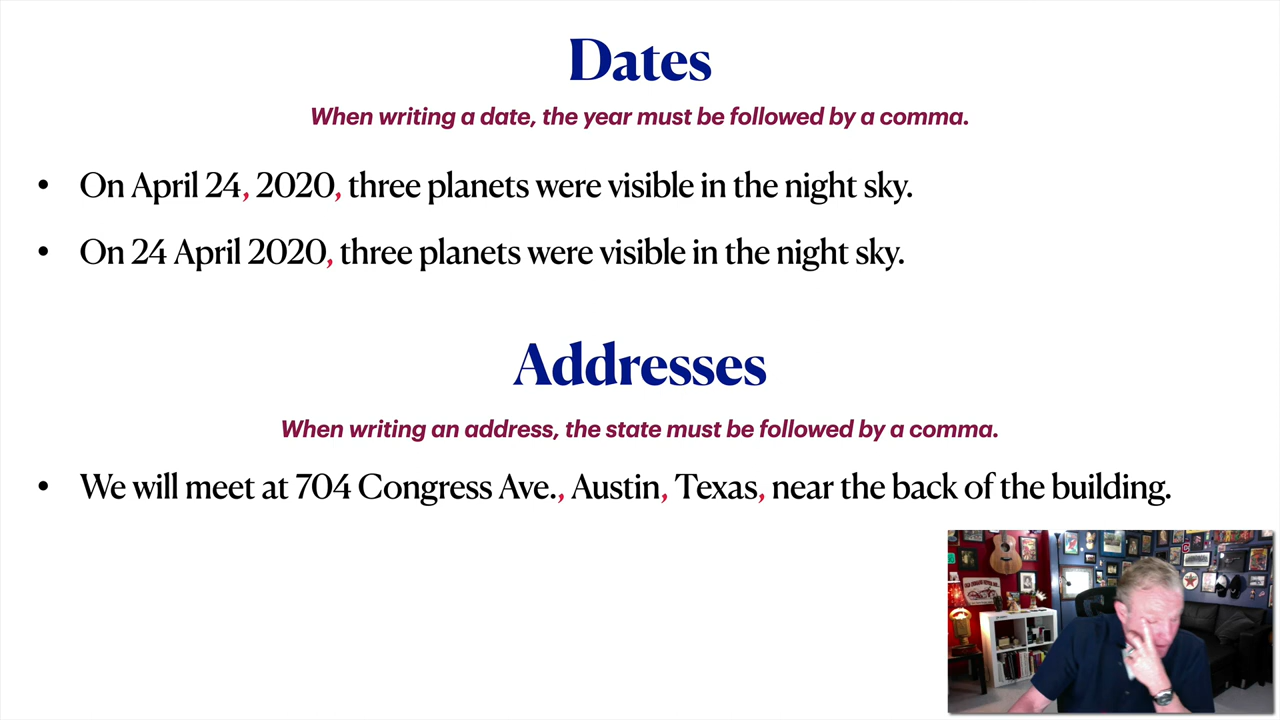 Dates
When writing a date, the year must be followed by a comma.
• On April 24, 2020, three planets were visible in the night sky.
• On 24 April 2020, three planets were visible in the night sky.
Addresses
When writing an address, the state must be followed by a comma.
• We will meet at 704 Congress Ave., Austin, Texas, near the back of the building.